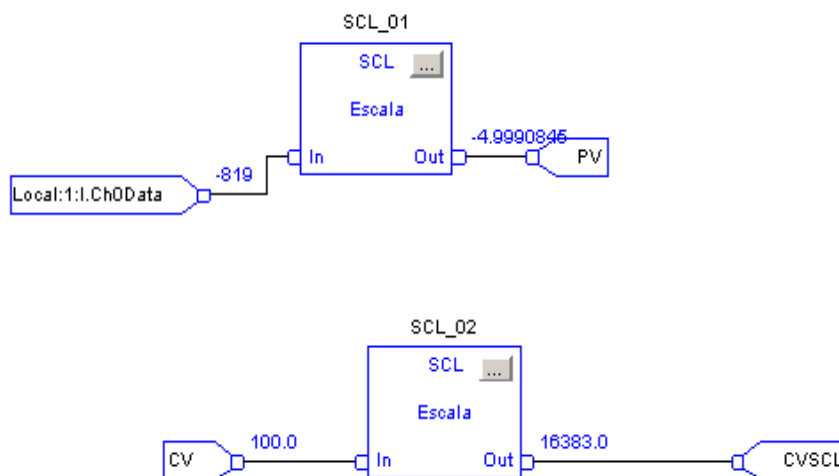 SCL_01
SCL ...
Escala
-4.9990845
-819
In
Out
PV
Local:1:I.Ch0Data
SCL_02
SCL ...
Escala
100.0
16383.0
CV
In
Out
CVSCL